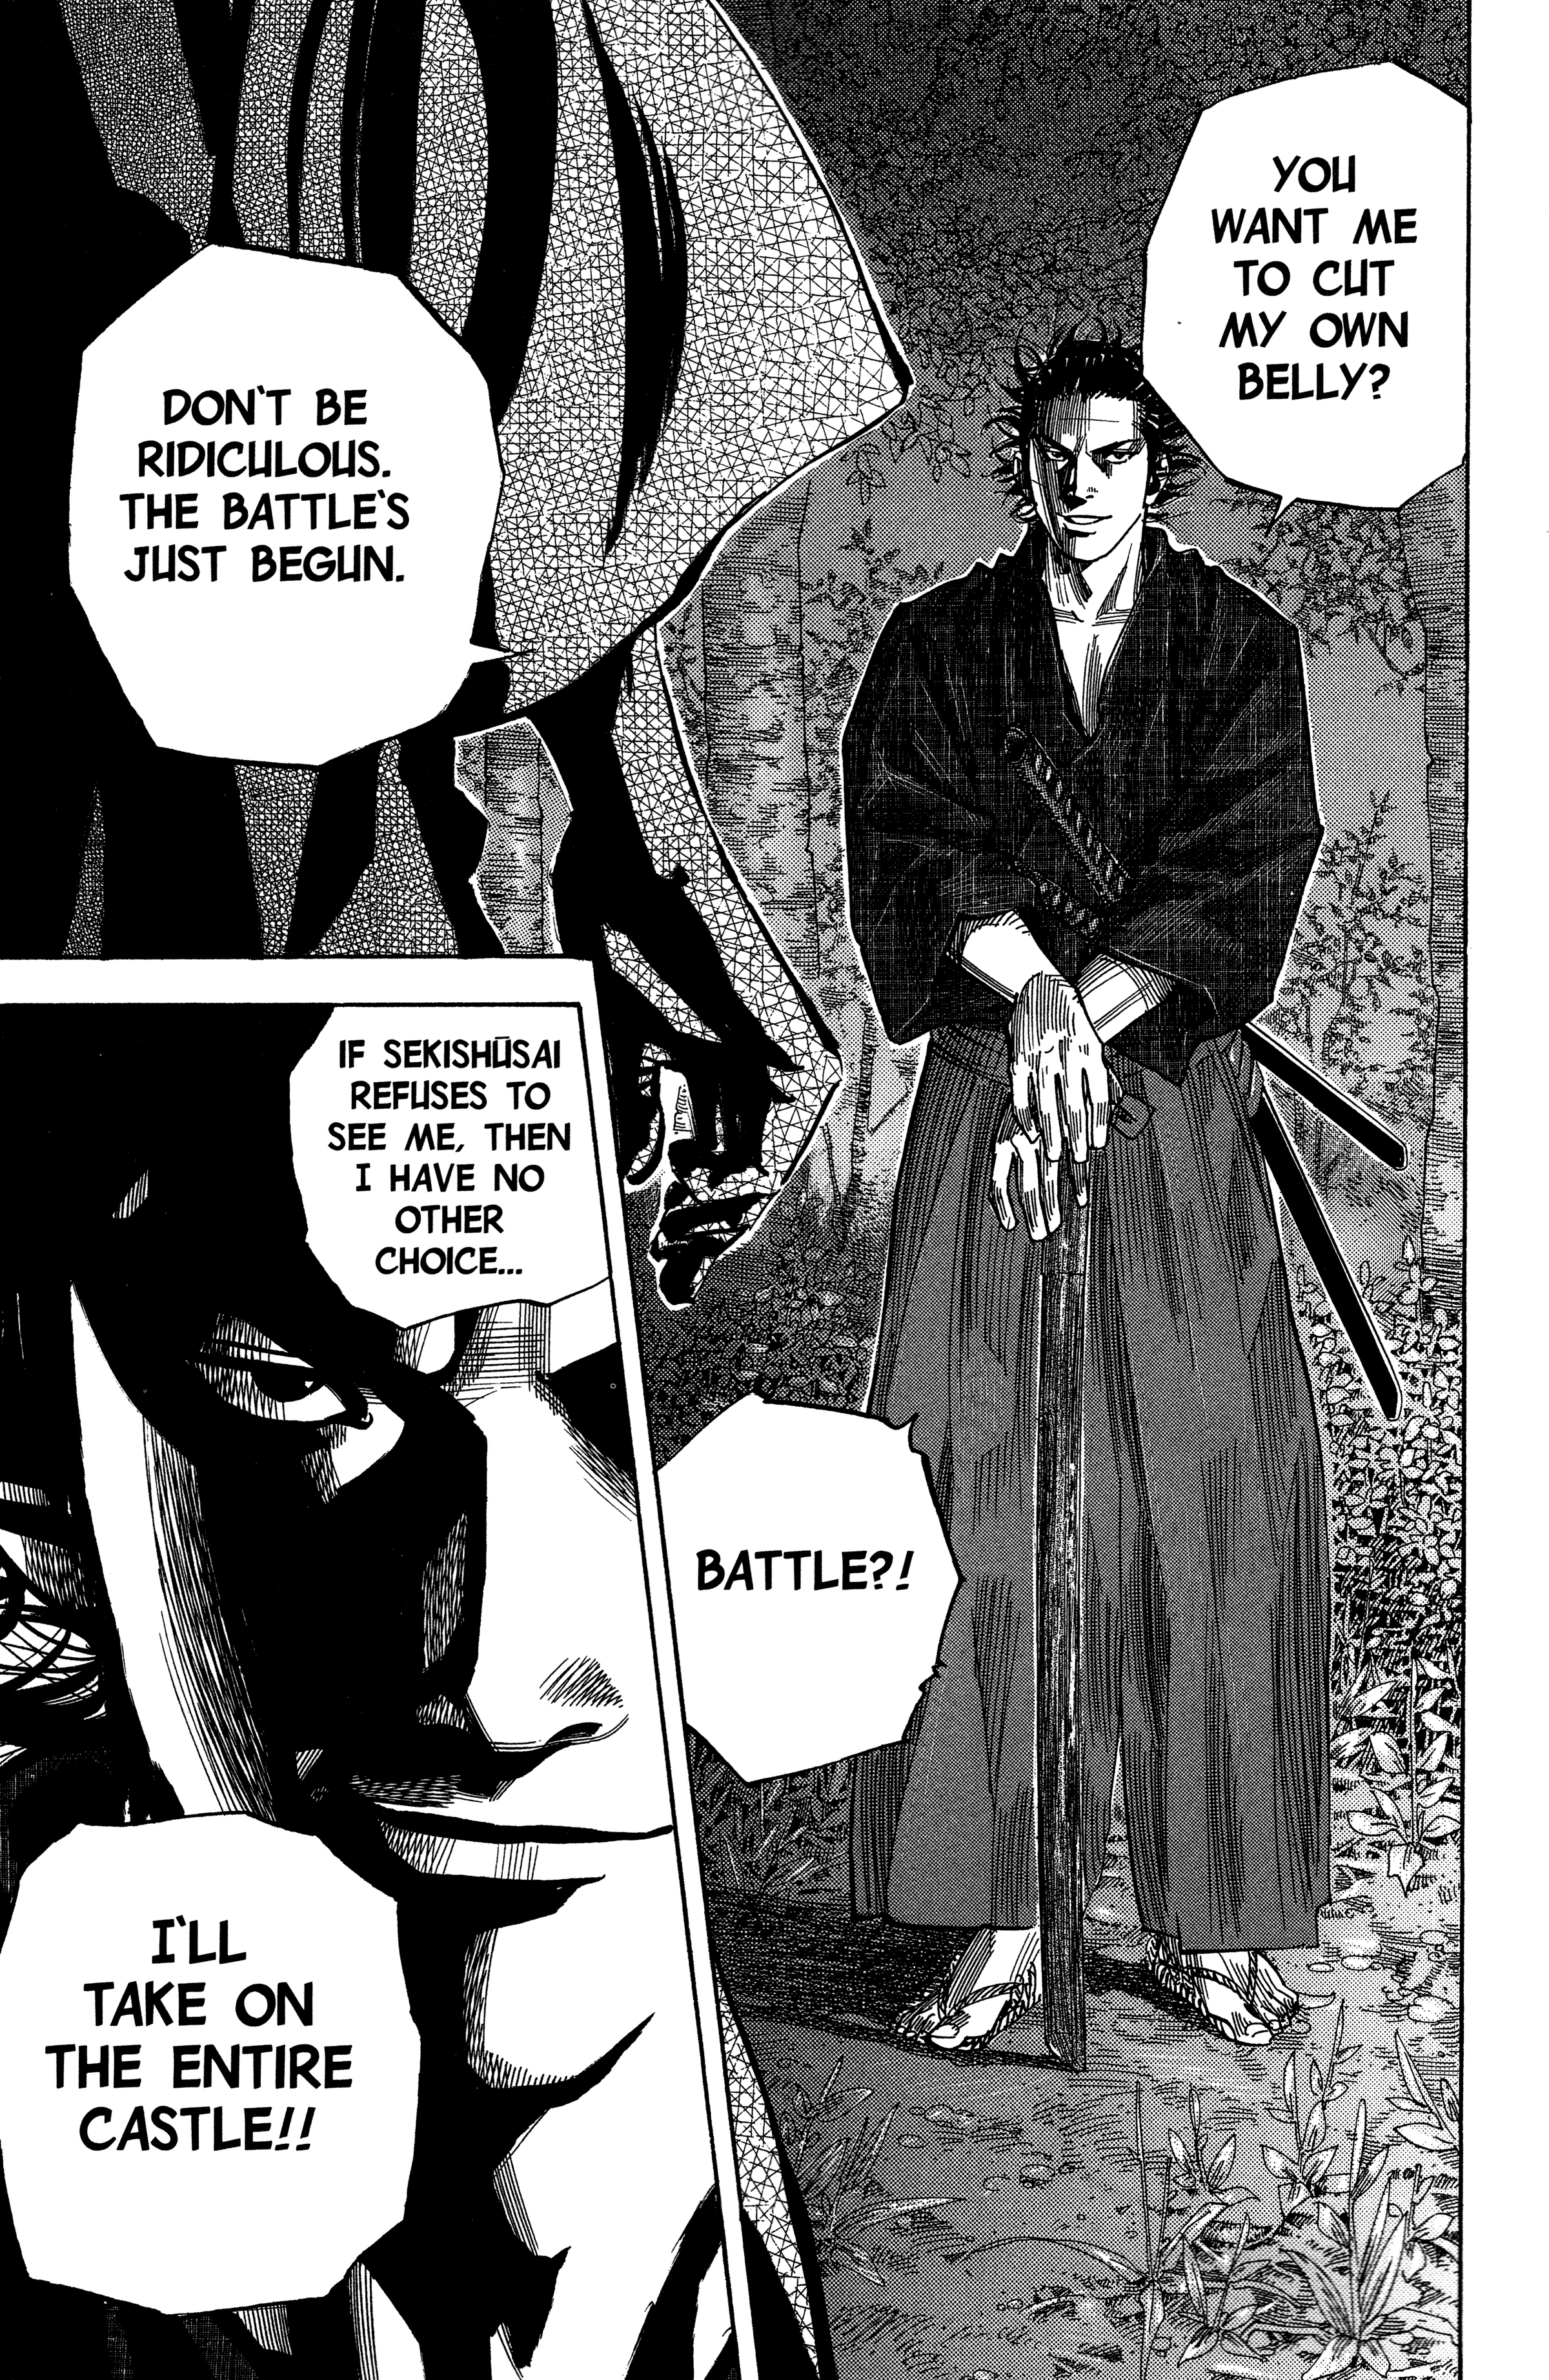 YOU
WANT ME
TO CUT
MY OWN
BELLY?
DON'T BE
RIDICULOUS.
THE BATTLE'S
JUST BEGUN.
BATTLE?!
IF SEKISHŪSAI
REFUSES TO
SEE ME, THEN
I HAVE NO
OTHER
CHOICE...
I'LL
TAKE ON
THE ENTIRE
CASTLE!!